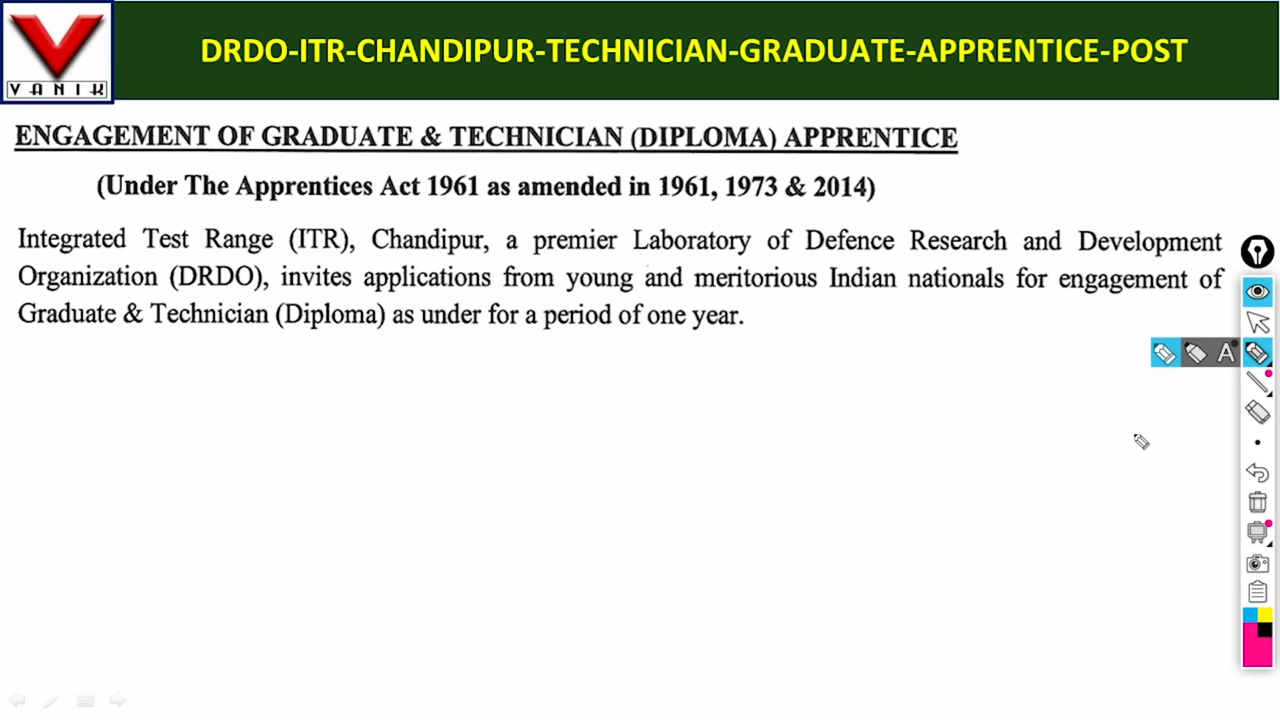 VANIK
DRDO-ITR-CHANDIPUR-TECHNICIAN-GRADUATE-APPRENTICE-POST
ENGAGEMENT OF GRADUATE & TECHNICIAN (DIPLOMA) APPRENTICE
(Under The Apprentices Act 1961 as amended in 1961, 1973 & 2014)
Integrated Test Range (ITR), Chandipur, a premier Laboratory of Defence Research and Development
Organization (DRDO), invites applications from young and meritorious Indian nationals for engagement of
Graduate & Technician (Diploma) as under for a period of one year.
A